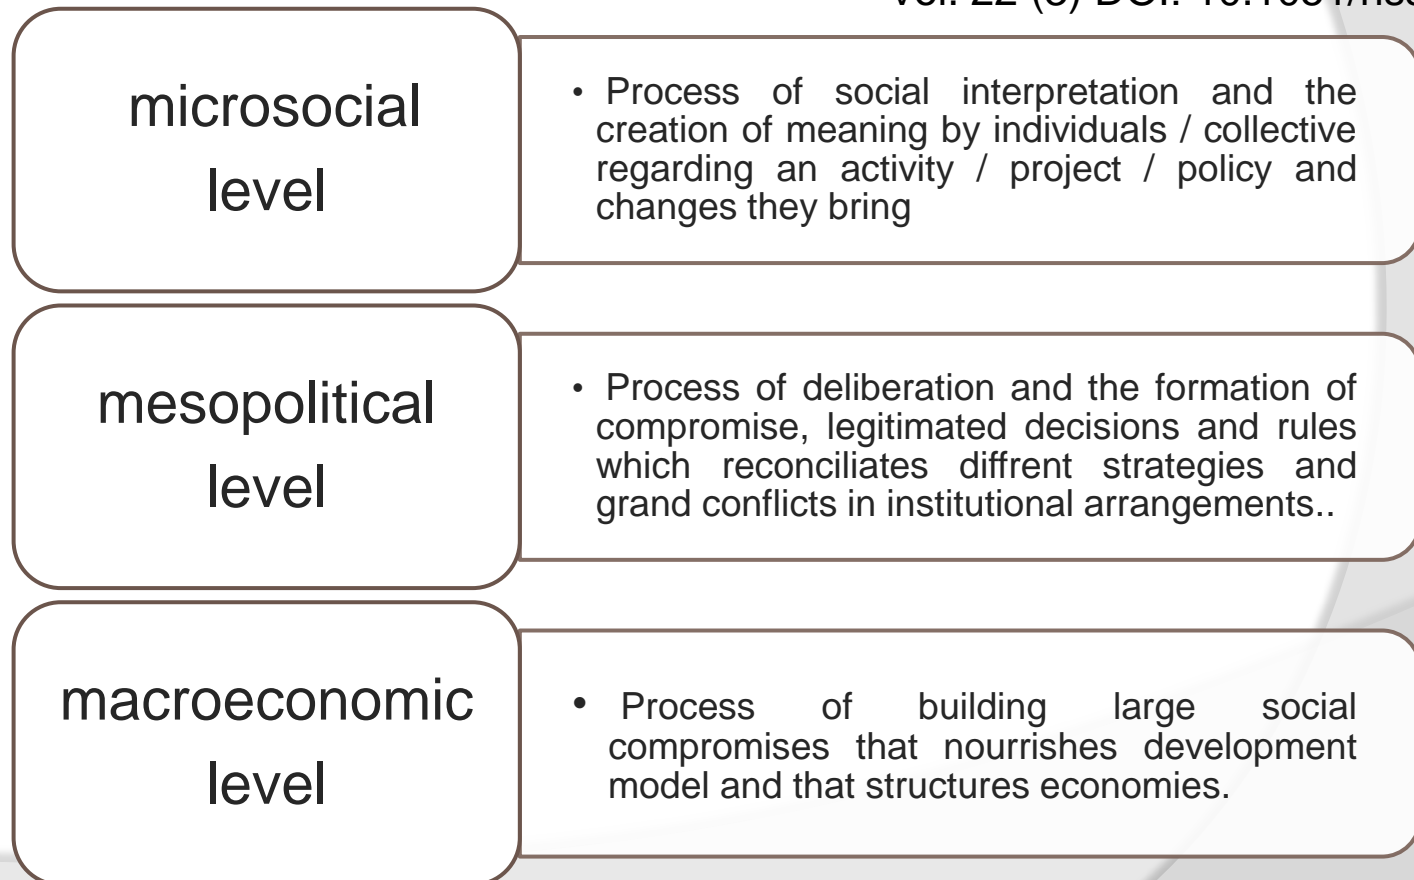 microsocial
level
• Process of social interpretation and the
creation of meaning by individuals / collective
regarding an activity / project / policy and
changes they bring
mesopolitical
level
• Process of deliberation and the formation of
compromise, legitimated decisions and rules
which reconciliates diffrent strategies and
grand conflicts in institutional arrangements..
macroeconomic
level
• Process of building large social
compromises that nourrishes development
model and that structures economies.